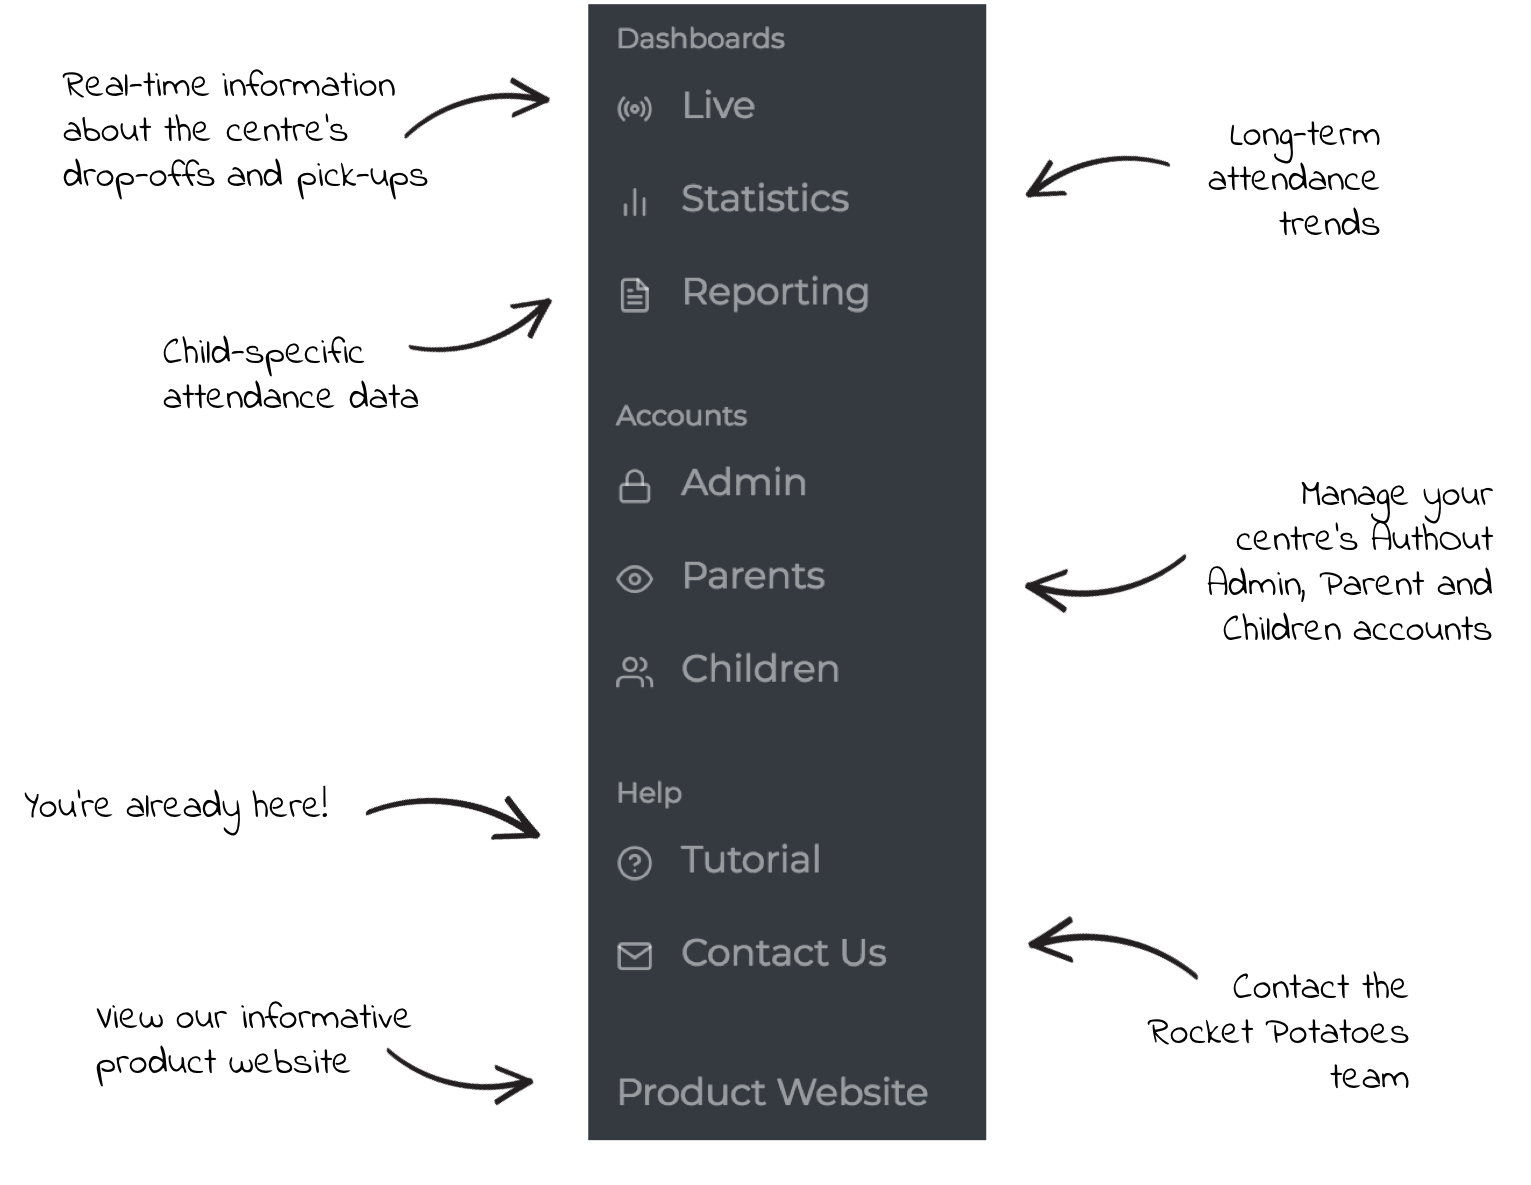 Dashboards
Real-time information
about the centre's
drop-offs and pick-ups
Live
Long-term
attendance
trends
Statistics
Reporting
Child-specific
attendance data
Accounts
Admin
Manage your
centre's Authout
Admin, Parent and
Children accounts
Parents
Children
Help
You're already here!
Tutorial
Contact Us
Contact the
Rocket Potatoes
team
View our informative
product website
Product Website